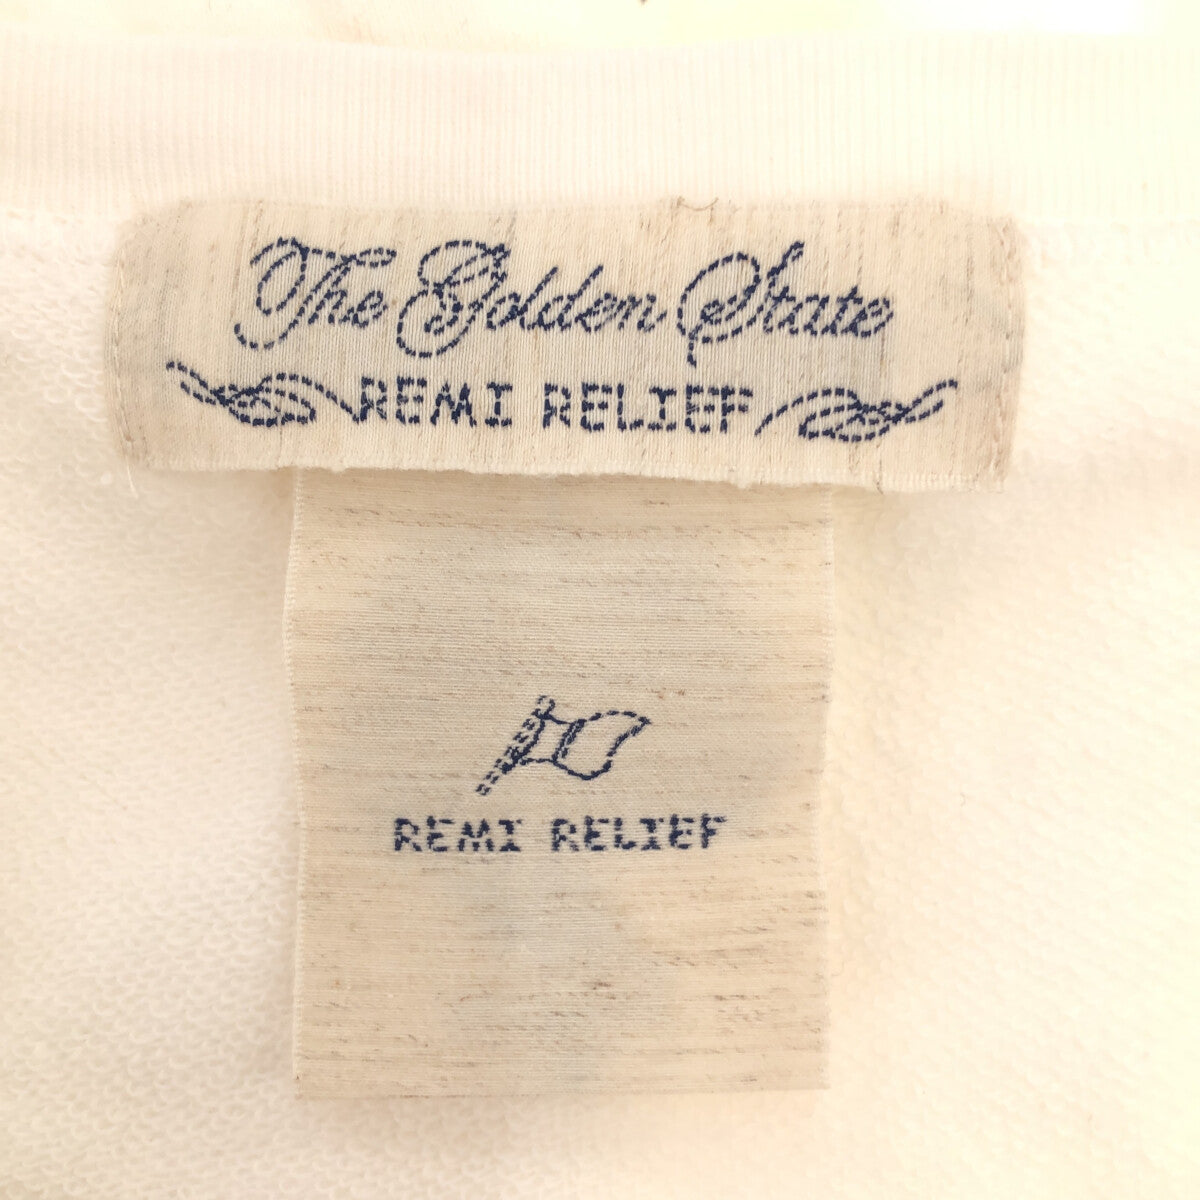 The Golden State
REMI RELIEF
REMI RELIEF